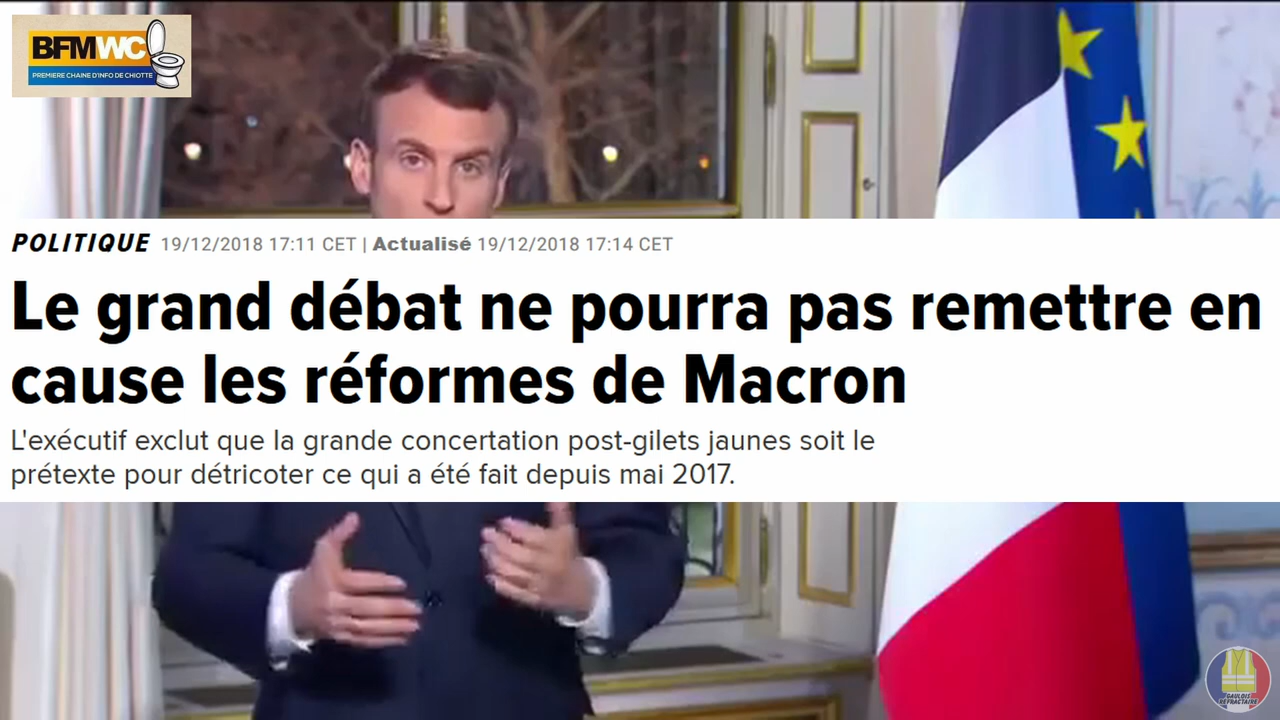 BFMWC
PREMIERE CHAINE D'INFO DE CHIOTTE
POLITIQUE 19/12/2018 17:11 CET | Actualisé 19/12/2018 17:14 CET
Le grand débat ne pourra pas remettre en
cause les réformes de Macron
L'exécutif exclut que la grande concertation post-gilets jaunes soit le
prétexte pour détricoter ce qui a été fait depuis mai 2017.
GAULOIS
RÉFRACTAIRE